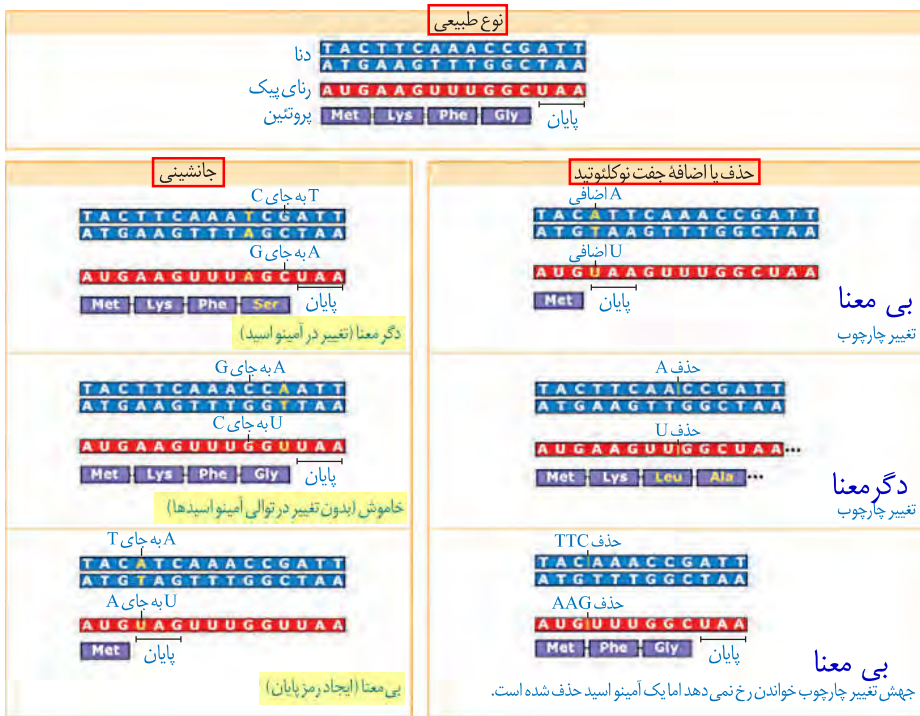 نوع طبیعی
دنا
TACTTCAAACCGATT
ATGAAGTTTGGCTAA
رنای پیک
AUGAAGUUUGGCUAA
پروتئین
Met Lys Phe Gly
پایان
حذف یا اضافهٔ جفت نوکلئوتید
A اضافی
TACATTCAAACCGATT
ATGTAAGTTTGGCTAA
U اضافی
AUGUAAGUUUGGCUAA
Met
پایان
بی معنا
تغییر چارچوب
حذف A
TACTTCAACCGATT
ATGAAGTTGGCTAA
حذف U
AUGAAGUUGGCUAA...
Met Lys Leu Ala ...
دگر معنا
تغییر چارچوب
حذف TTC
TACAAACCGATT
ATGTTTGGCTAA
حذف AAG
AUGUUUGGCUAA
Met Phe Gly
پایان
بی معنا
جهش تغییر چارچوب خواندن رخ نمی دهد اما یک آمینو اسید حذف شده است.
جانشینی
T به جای C
TACTTCAAATCGATT
ATGAAGTTTAGCTAA
A به جای G
AUGAAGUUUAGCUAA
Met Lys Phe Ser
پایان
دگر معنا (تغییر در آمینو اسید)
A به جای G
TACTTCAAACCAATT
ATGAAGTTTGGTTAA
U به جای C
AUGAAGUUUGGUUAA
Met Lys Phe Gly
پایان
خاموش (بدون تغییر در توالی آمینو اسیدها)
A به جای T
TACATCAAACCGATT
ATGTAGTTTGGCTAA
U به جای A
AUGUAGUUUGGUUAA
Met
پایان
بی معنا (ایجاد رمز پایان)